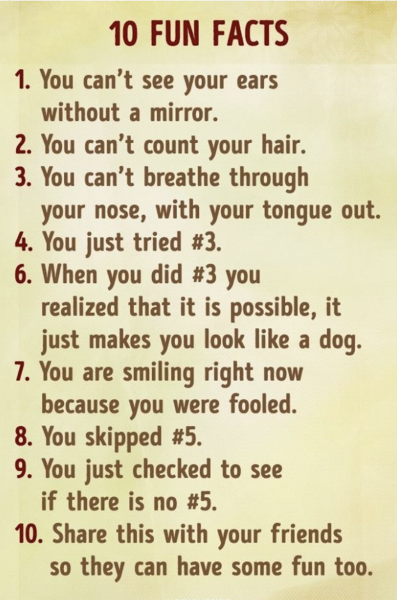 10 FUN FACTS
1. You can't see your ears
without a mirror.
2. You can't count your hair.
3. You can't breathe through
your nose, with your tongue out.
4. You just tried #3.
6. When you did #3 you
realized that it is possible, it
just makes you look like a dog.
7. You are smiling right now
because you were fooled.
8. You skipped #5.
9. You just checked to see
if there is no #5.
10. Share this with your friends
so they can have some fun too.